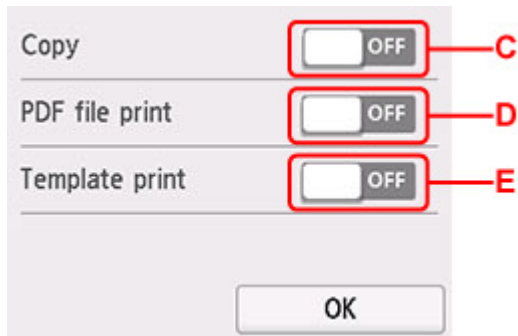 Copy OFF C
PDF file print OFF D
Template print OFF E
OK